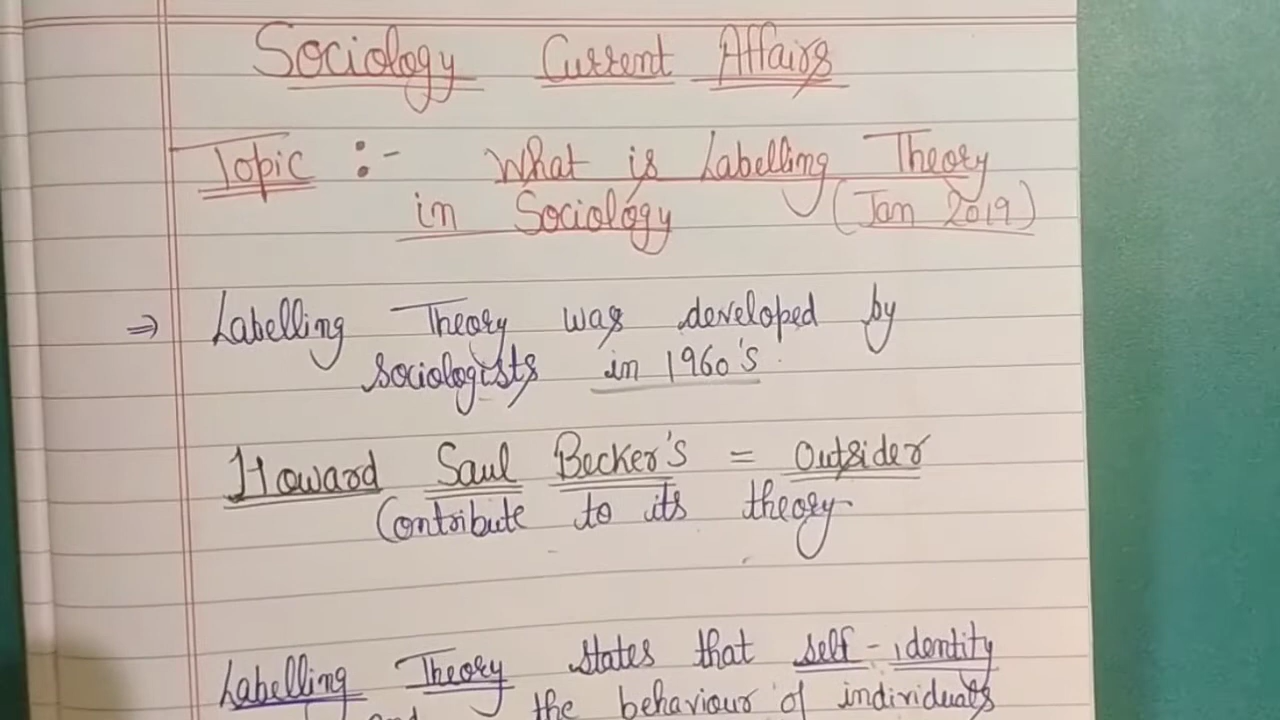 Sociology Current Affairs
Topic :- What is Labelling Theory
in Sociology (Jan 2019)
⇒ Labelling Theory was developed by
sociologists in 1960's.
Howard Saul Becker's = Outsider
Contribute to its theory.
Labelling Theory states that self-identity
and the behaviour of individuals